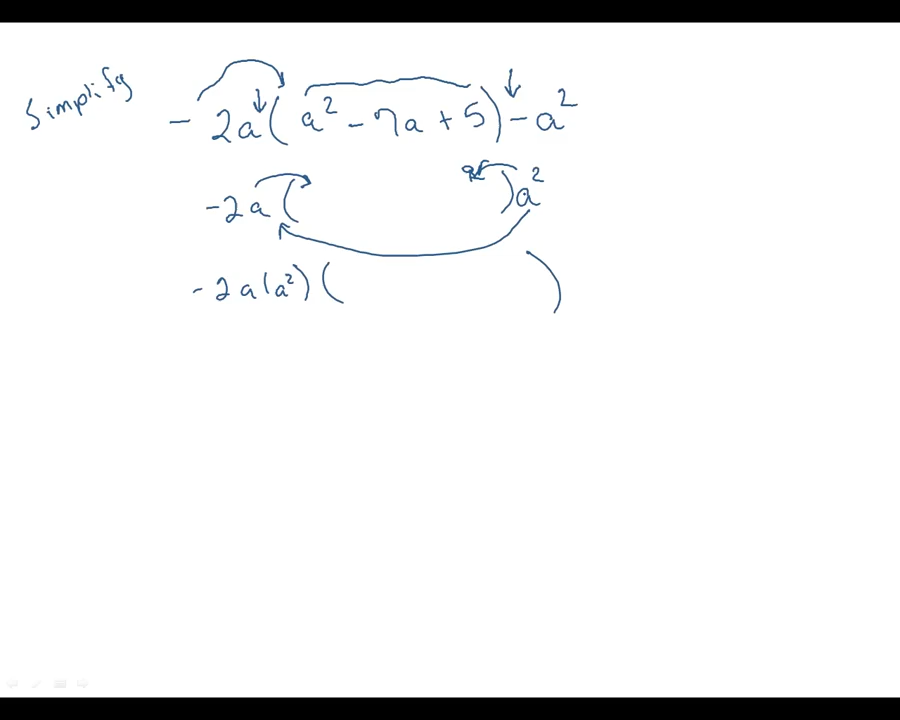 Simplify
- 2a( a² - 7a + 5) - a²
-2a ( ) a²
- 2a(a²) ( )